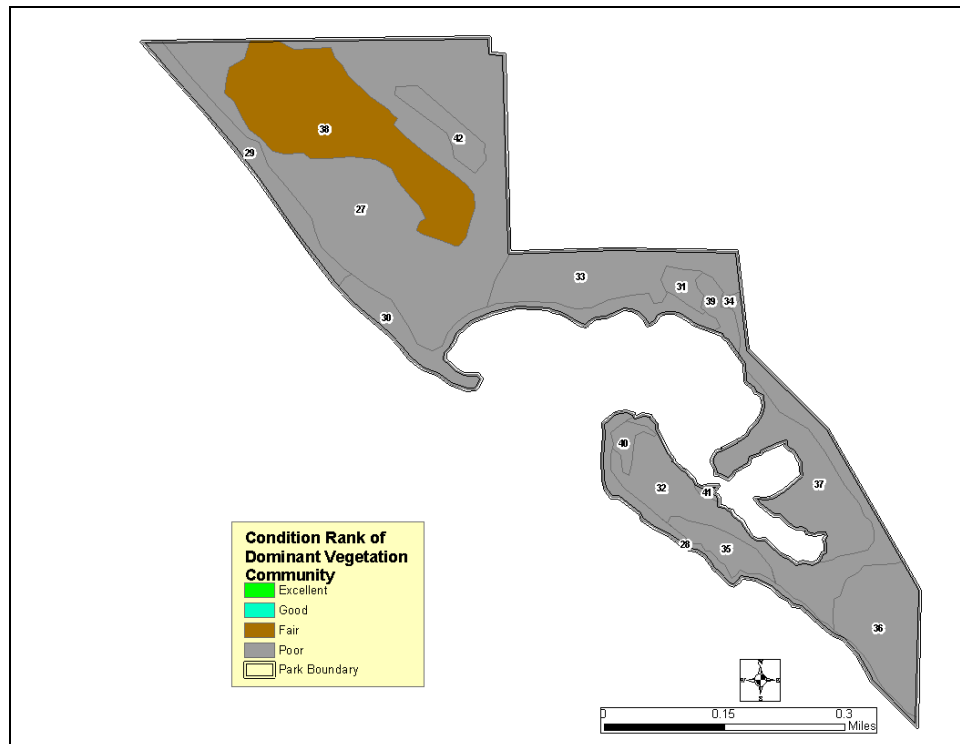 38
42
29
27
33
31
39
34
30
40
32
41
37
28
35
36
Condition Rank of
Dominant Vegetation
Community
Excellent
Good
Fair
Poor
Park Boundary
N
W E
S
0 0.15 0.3
Miles